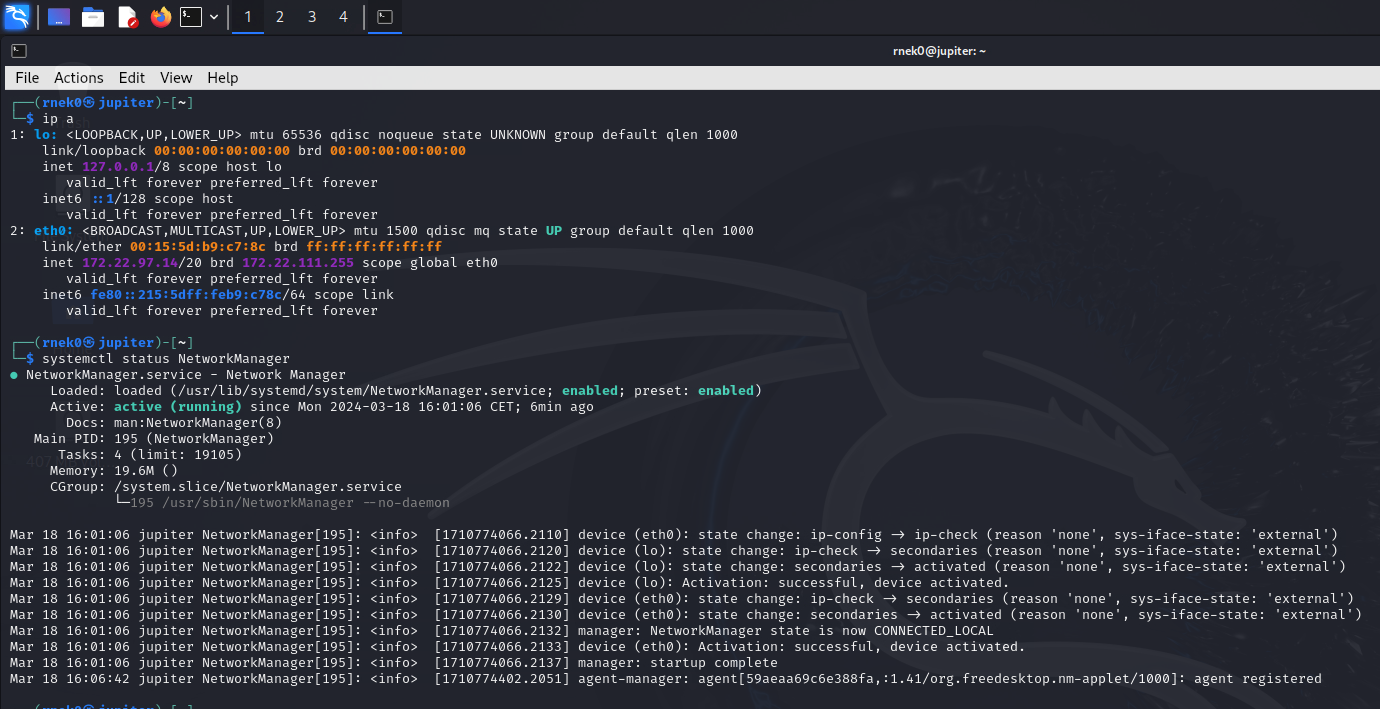 1 2 3 4
rnek0@jupiter: ~
File Actions Edit View Help
┌──(rnek0㉿jupiter)-[~]
└─$ ip a
1: lo: <LOOPBACK,UP,LOWER_UP> mtu 65536 qdisc noqueue state UNKNOWN group default qlen 1000
link/loopback 00:00:00:00:00:00 brd 00:00:00:00:00:00
inet 127.0.0.1/8 scope host lo
valid_lft forever preferred_lft forever
inet6 ::1/128 scope host
valid_lft forever preferred_lft forever
2: eth0: <BROADCAST,MULTICAST,UP,LOWER_UP> mtu 1500 qdisc mq state UP group default qlen 1000
link/ether 00:15:5d:b9:c7:8c brd ff:ff:ff:ff:ff:ff
inet 172.22.97.14/20 brd 172.22.111.255 scope global eth0
valid_lft forever preferred_lft forever
inet6 fe80::215:5dff:feb9:c78c/64 scope link
valid_lft forever preferred_lft forever
┌──(rnek0㉿jupiter)-[~]
└─$ systemctl status NetworkManager
● NetworkManager.service - Network Manager
Loaded: loaded (/usr/lib/systemd/system/NetworkManager.service; enabled; preset: enabled)
Active: active (running) since Mon 2024-03-18 16:01:06 CET; 6min ago
Docs: man:NetworkManager(8)
Main PID: 195 (NetworkManager)
Tasks: 4 (limit: 19105)
Memory: 19.6M ()
CGroup: /system.slice/NetworkManager.service
└─195 /usr/sbin/NetworkManager --no-daemon
Mar 18 16:01:06 jupiter NetworkManager[195]: <info> [1710774066.2110] device (eth0): state change: ip-config -> ip-check (reason 'none', sys-iface-state: 'external')
Mar 18 16:01:06 jupiter NetworkManager[195]: <info> [1710774066.2120] device (lo): state change: ip-check -> secondaries (reason 'none', sys-iface-state: 'external')
Mar 18 16:01:06 jupiter NetworkManager[195]: <info> [1710774066.2122] device (lo): state change: secondaries -> activated (reason 'none', sys-iface-state: 'external')
Mar 18 16:01:06 jupiter NetworkManager[195]: <info> [1710774066.2125] device (lo): Activation: successful, device activated.
Mar 18 16:01:06 jupiter NetworkManager[195]: <info> [1710774066.2129] device (eth0): state change: ip-check -> secondaries (reason 'none', sys-iface-state: 'external')
Mar 18 16:01:06 jupiter NetworkManager[195]: <info> [1710774066.2130] device (eth0): state change: secondaries -> activated (reason 'none', sys-iface-state: 'external')
Mar 18 16:01:06 jupiter NetworkManager[195]: <info> [1710774066.2132] manager: NetworkManager state is now CONNECTED_LOCAL
Mar 18 16:01:06 jupiter NetworkManager[195]: <info> [1710774066.2133] device (eth0): Activation: successful, device activated.
Mar 18 16:01:06 jupiter NetworkManager[195]: <info> [1710774066.2137] manager: startup complete
Mar 18 16:06:42 jupiter NetworkManager[195]: <info> [1710774402.2051] agent-manager: agent[59aeaa69c6e388fa,:1.41/org.freedesktop.nm-applet/1000]: agent registered